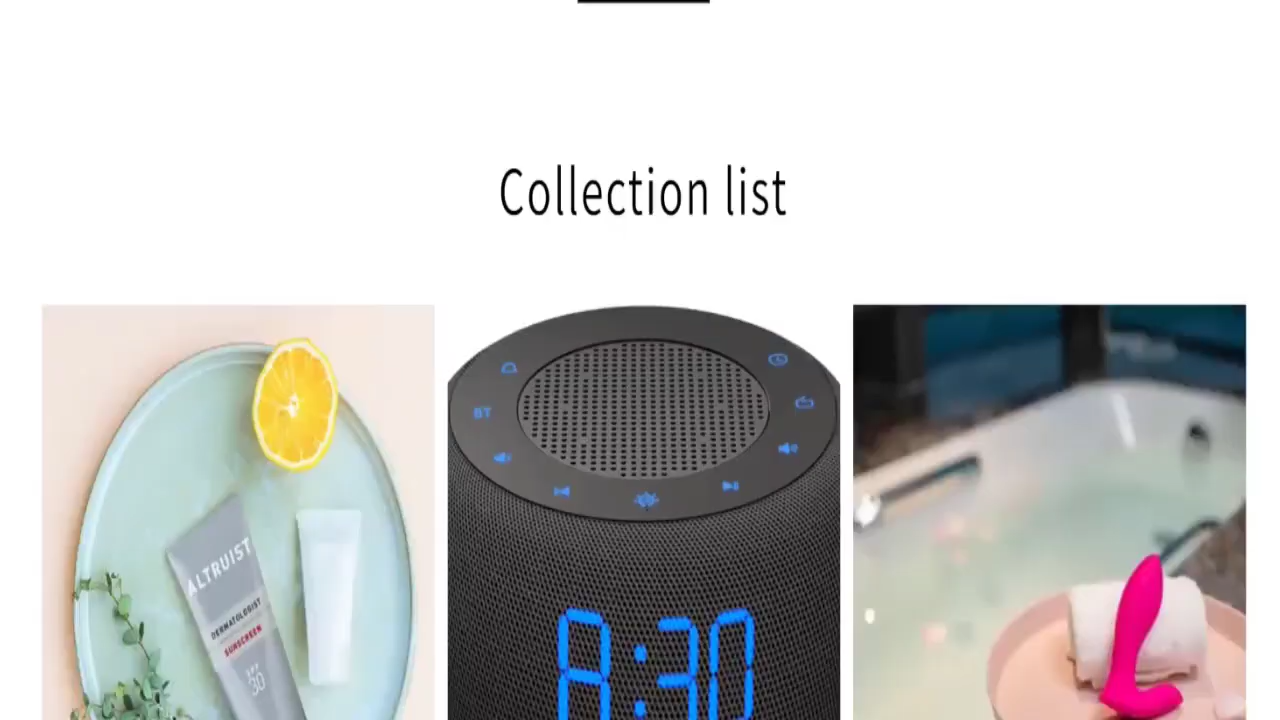 Collection list
BT
ALTRUIST
DERMATOLOGIST
SUNSCREEN
SPF
30
8:30